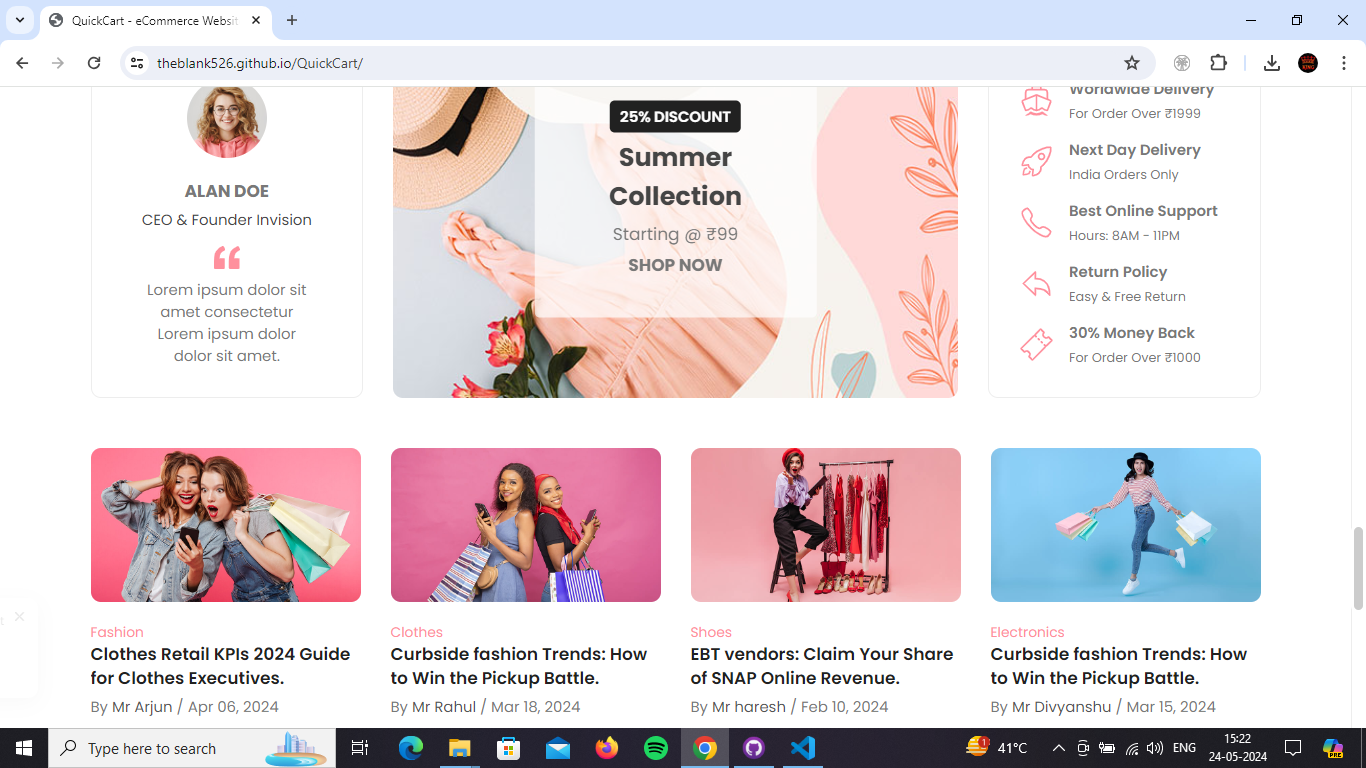 QuickCart - eCommerce Websit
theblank526.github.io/QuickCart/
ALAN DOE
CEO & Founder Invision
Lorem ipsum dolor sit
amet consectetur
Lorem ipsum dolor
dolor sit amet.
25% DISCOUNT
Summer
Collection
Starting @ ₹99
SHOP NOW
Worldwide Delivery
For Order Over ₹1999
Next Day Delivery
India Orders Only
Best Online Support
Hours: 8AM - 11PM
Return Policy
Easy & Free Return
30% Money Back
For Order Over ₹1000
Fashion
Clothes Retail KPIs 2024 Guide
for Clothes Executives.
By Mr Arjun / Apr 06, 2024
Clothes
Curbside fashion Trends: How
to Win the Pickup Battle.
By Mr Rahul / Mar 18, 2024
Shoes
EBT vendors: Claim Your Share
of SNAP Online Revenue.
By Mr haresh / Feb 10, 2024
Electronics
Curbside fashion Trends: How
to Win the Pickup Battle.
By Mr Divyanshu / Mar 15, 2024
Type here to search
1
41°C
ENG
15:22
24-05-2024
PRE